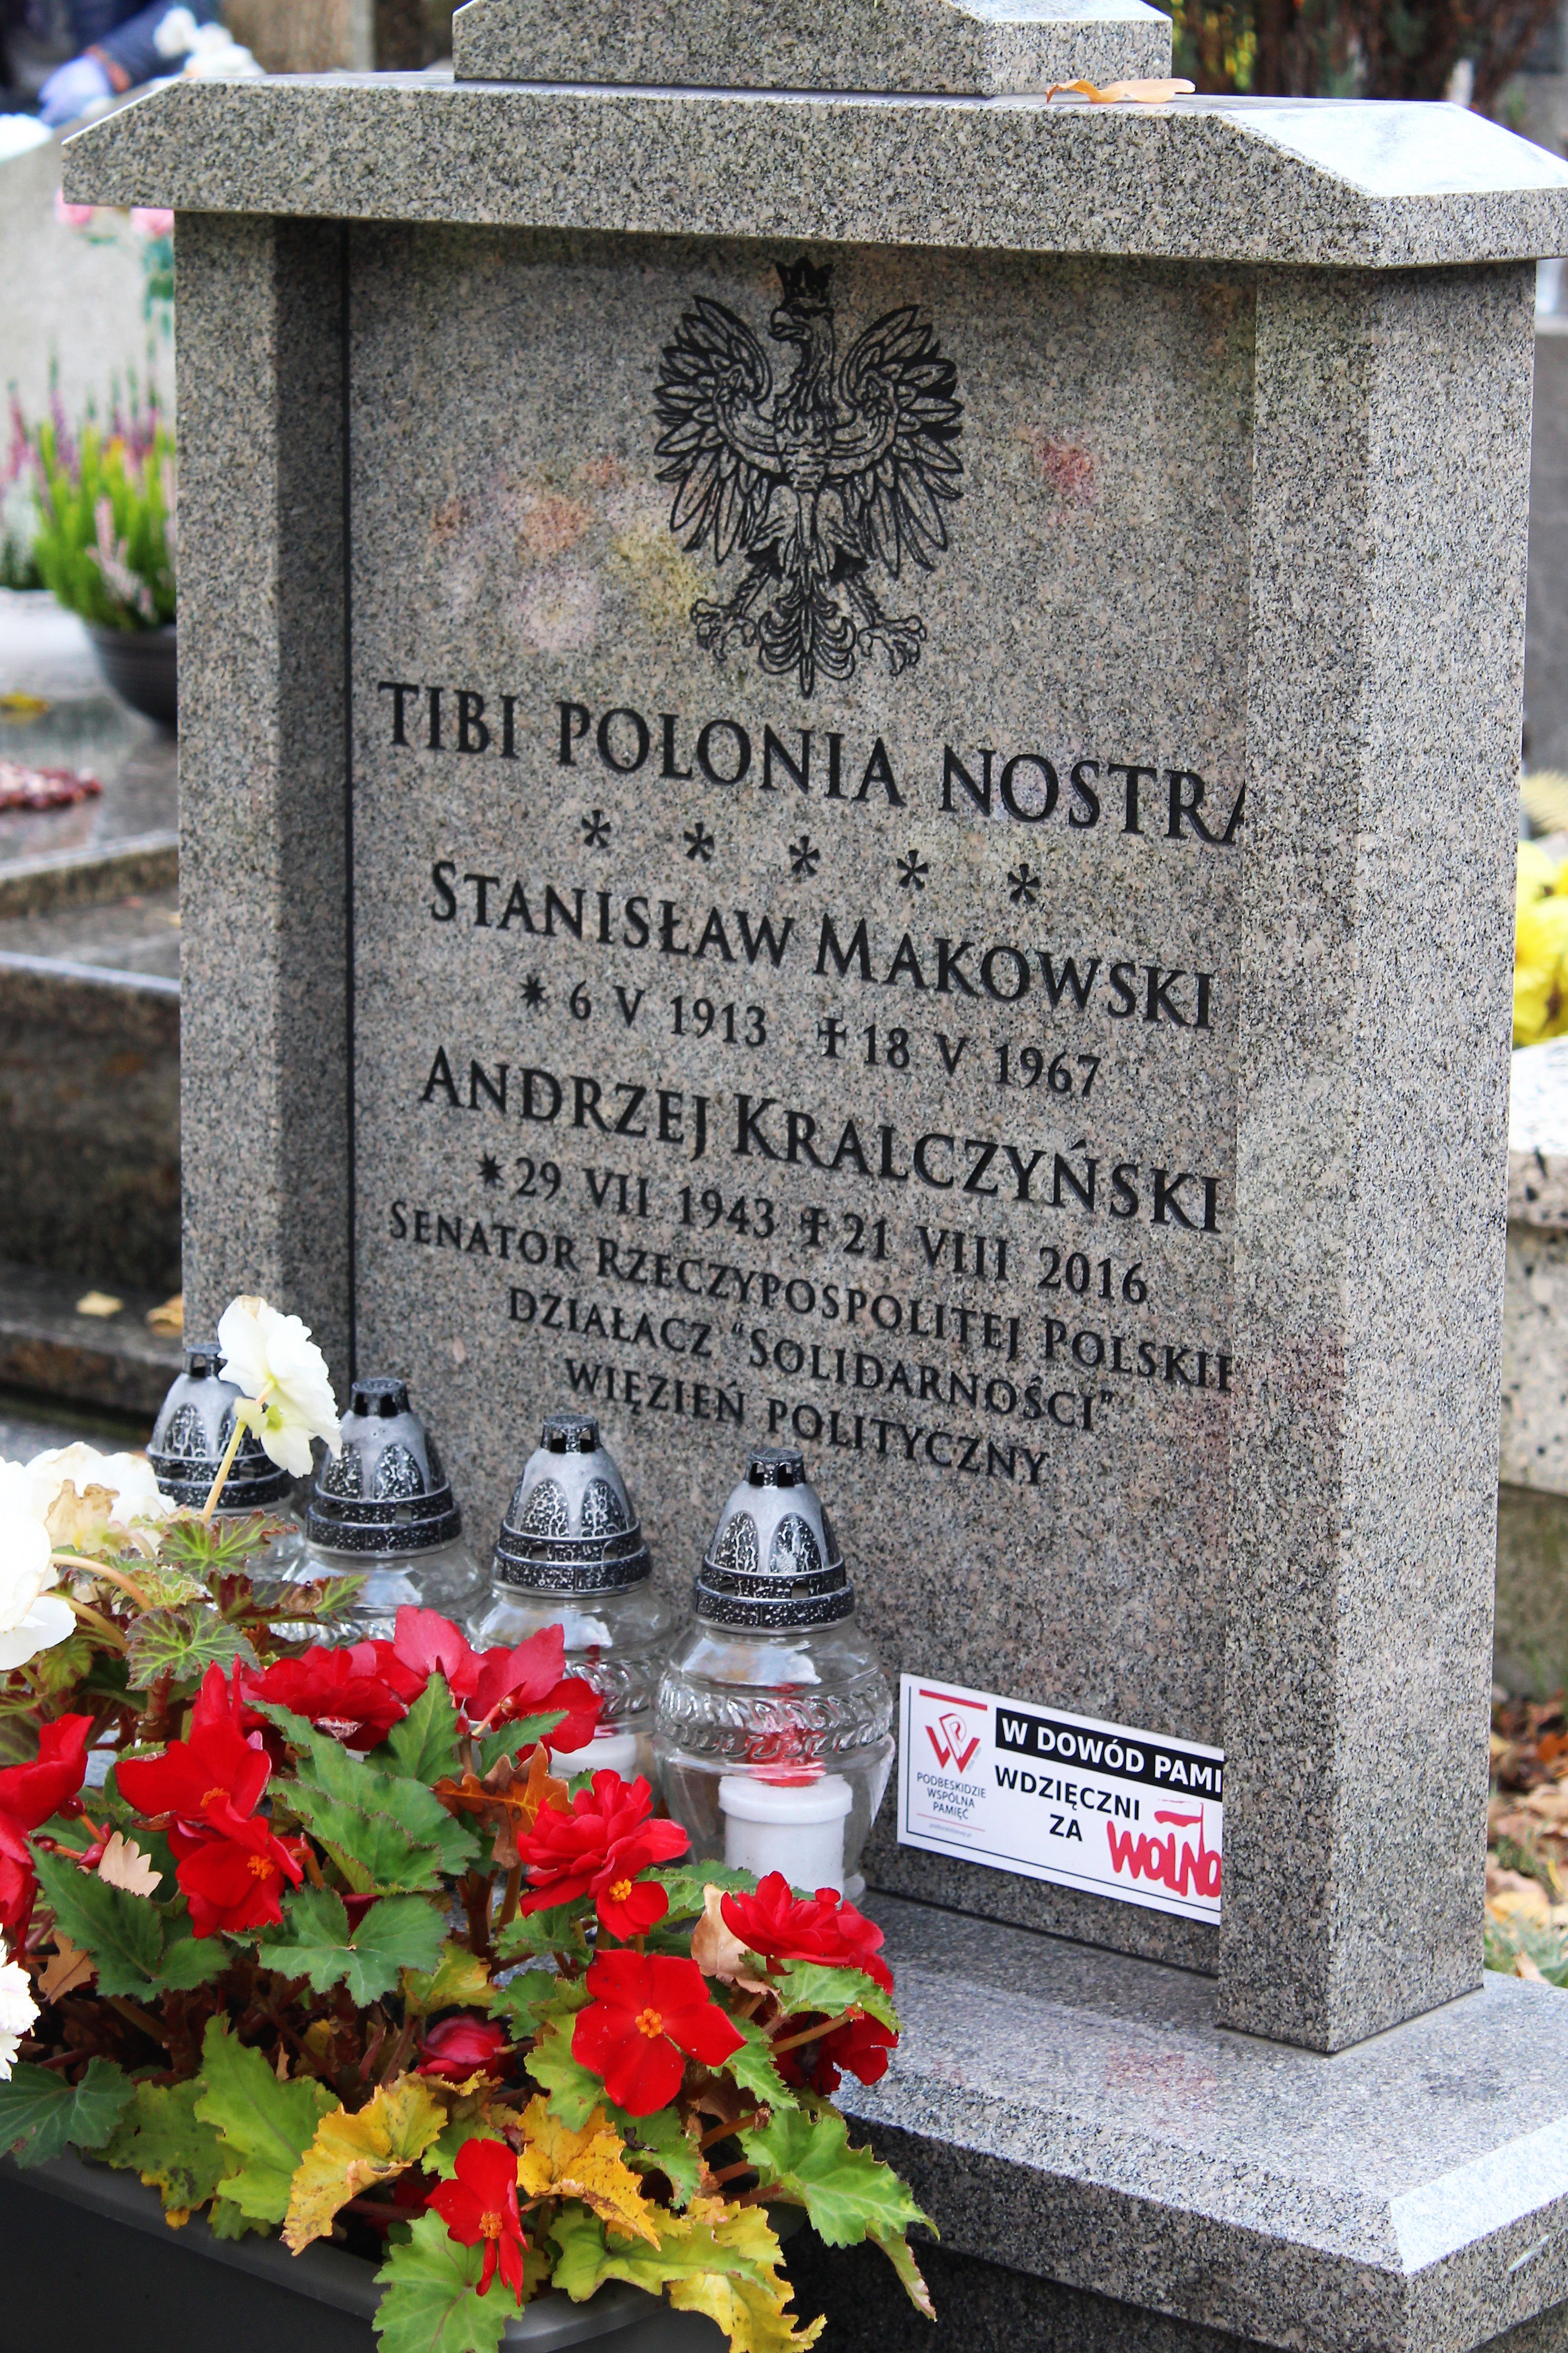 TIBI POLONIA NOSTRA
* * * * *
STANISŁAW MAKOWSKI
* 6 V 1913 ✝ 18 V 1967
ANDRZEJ KRALCZYŃSKI
* 29 VII 1943 ✝ 21 VIII 2016
SENATOR RZECZYPOSPOLITEJ POLSKIE
DZIAŁACZ “SOLIDARNOŚCI”
WIĘZIEŃ POLITYCZNY
PODBESKIDZIE
WSPÓLNA
PAMIĘĆ
W DOWÓD PAMI
WDZIĘCZNI
ZA WOLNO